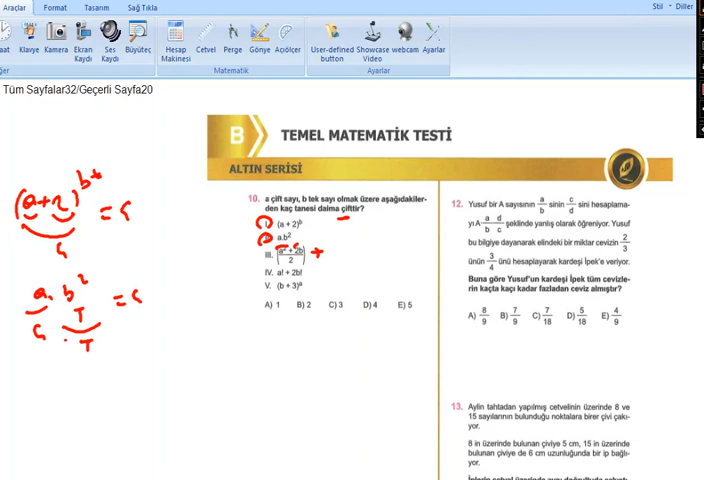 Araçlar Format Tasarım Sağ Tıkla Stil Diller
Klavye Kamera Ekran Kaydı Ses Kaydı Büyüteç Hesap Makinesi Cetvel Perge Gönye Açıölçer User-defined button Showcase Video webcam Ayarlar
Matematik Ayarlar
Tüm Sayfalar32/Geçerli Sayfa20
B TEMEL MATEMATİK TESTİ
ALTIN SERİSİ
(a+2)^b+ = ç
ç
a. b² = ç
ç T
T
10. a çift sayı, b tek sayı olmak üzere aşağıdakiler-
den kaç tanesi daima çifttir?
(a + 2)^b
a.b²
III. (a² + 2b / 2) +
IV. a! + 2b!
V. (b + 3)^a
A) 1 B) 2 C) 3 D) 4 E) 5
12. Yusuf bir A sayısının a/b sinin c/d sini hesaplama-
yı A a/b d/c şeklinde yanlış olarak öğreniyor. Yusuf
bu bilgiye dayanarak elindeki bir miktar cevizin 2/3
ünün 3/4 ünü hesaplayarak kardeşi İpek'e veriyor.
Buna göre Yusuf'un kardeşi İpek tüm cevizle-
rin kaçta kaçı kadar fazladan ceviz almıştır?
A) 8/9 B) 7/9 C) 7/18 D) 5/18 E) 4/9
13. Aylin tahtadan yapılmış cetvelinin üzerinde 8 ve
15 sayılarının bulunduğu noktalara birer çivi çakı-
yor.
8 in üzerinde bulunan çiviye 5 cm, 15 in üzerinde
bulunan çiviye de 6 cm uzunluğunda bir ip bağlı-
yor.